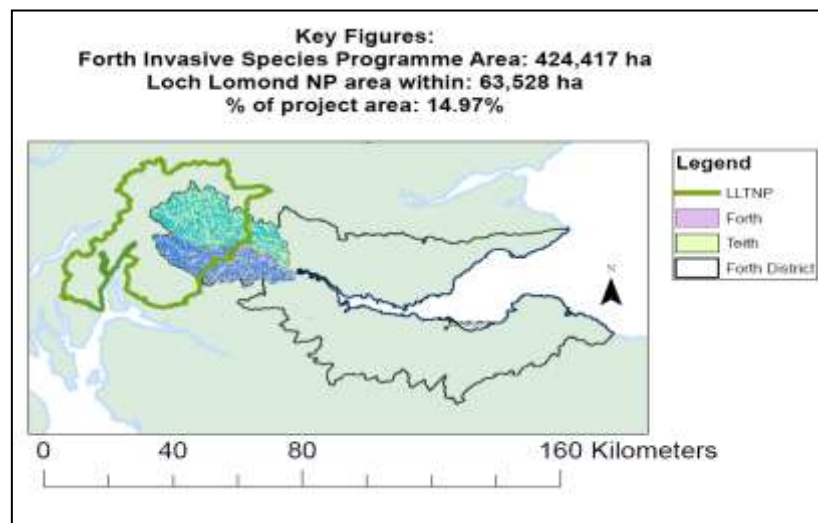 Key Figures:
Forth Invasive Species Programme Area: 424,417 ha
Loch Lomond NP area within: 63,528 ha
% of project area: 14.97%
Legend
LLTNP
Forth
Teith
Forth District
N
0 40 80 160 Kilometers